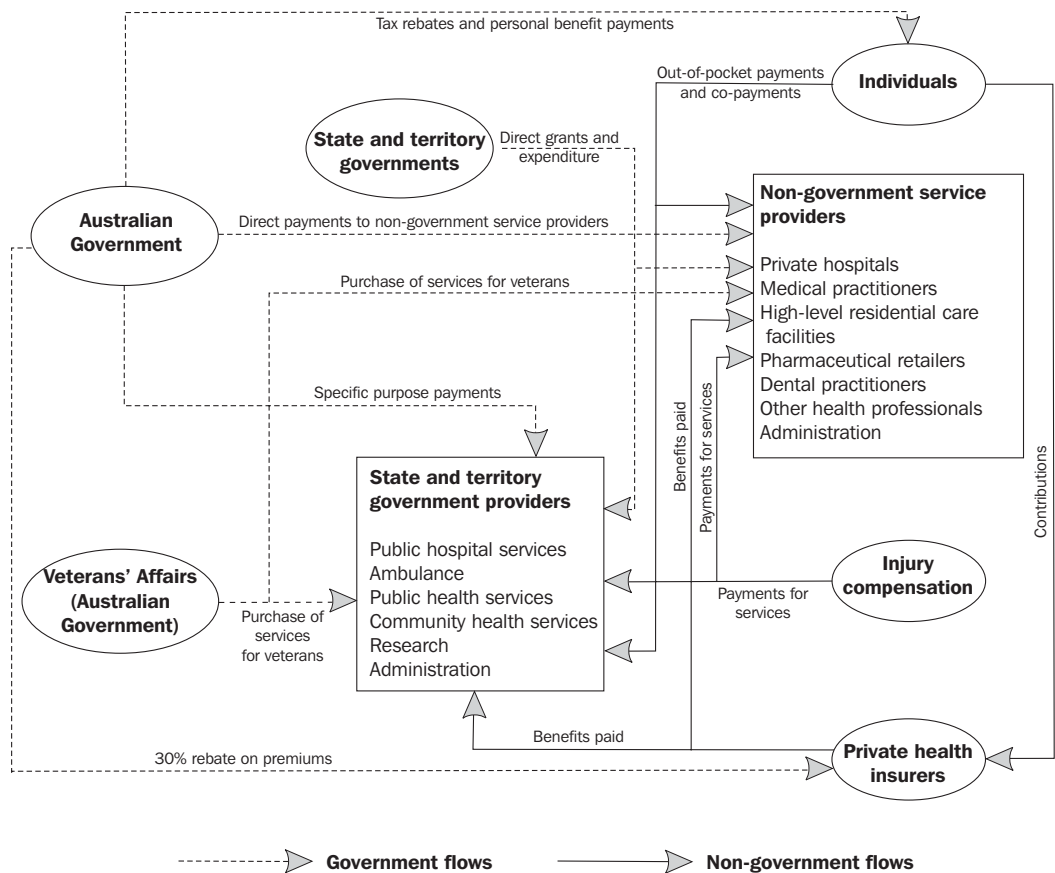 Tax rebates and personal benefit payments
Individuals
Out-of-pocket payments
and co-payments
State and territory
governments
Direct grants and
expenditure
Non-government service
providers
Private hospitals
Medical practitioners
High-level residential care
facilities
Pharmaceutical retailers
Dental practitioners
Other health professionals
Administration
Australian
Government
Direct payments to non-government service providers
Purchase of services for veterans
Specific purpose payments
Benefits paid
Payments for services
Contributions
State and territory
government providers
Public hospital services
Ambulance
Public health services
Community health services
Research
Administration
Veterans' Affairs
(Australian
Government)
Purchase of
services
for veterans
Injury
compensation
Payments for
services
Benefits paid
30% rebate on premiums
Private health
insurers
Government flows
Non-government flows